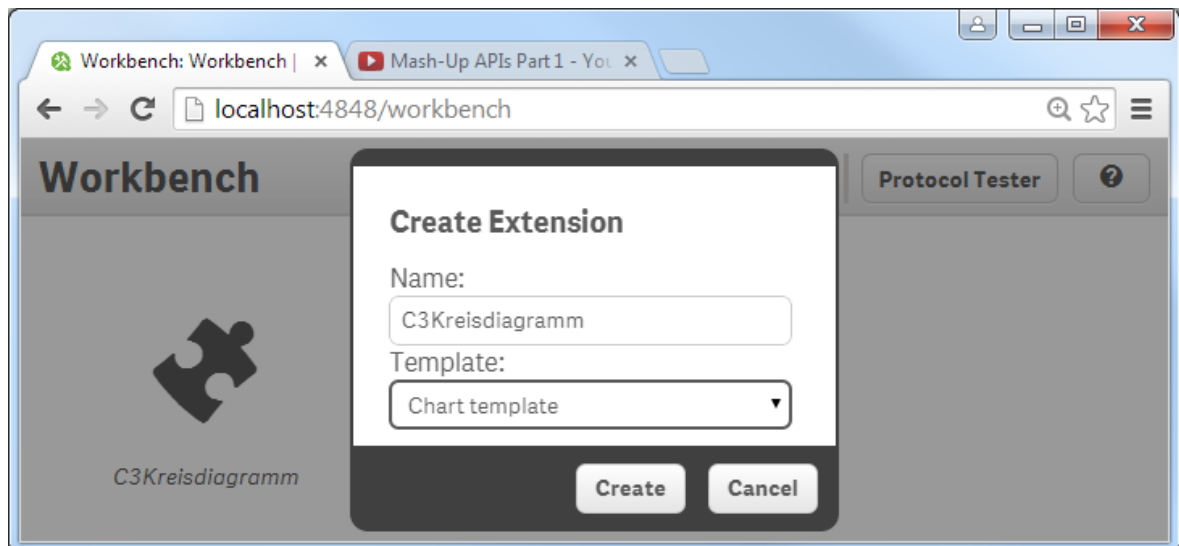 Workbench: Workbench |
Mash-Up APIs Part 1 - You
localhost:4848/workbench
Workbench
Protocol Tester
?
Create Extension
Name:
C3Kreisdiagramm
Template:
Chart template
C3Kreisdiagramm
Create
Cancel